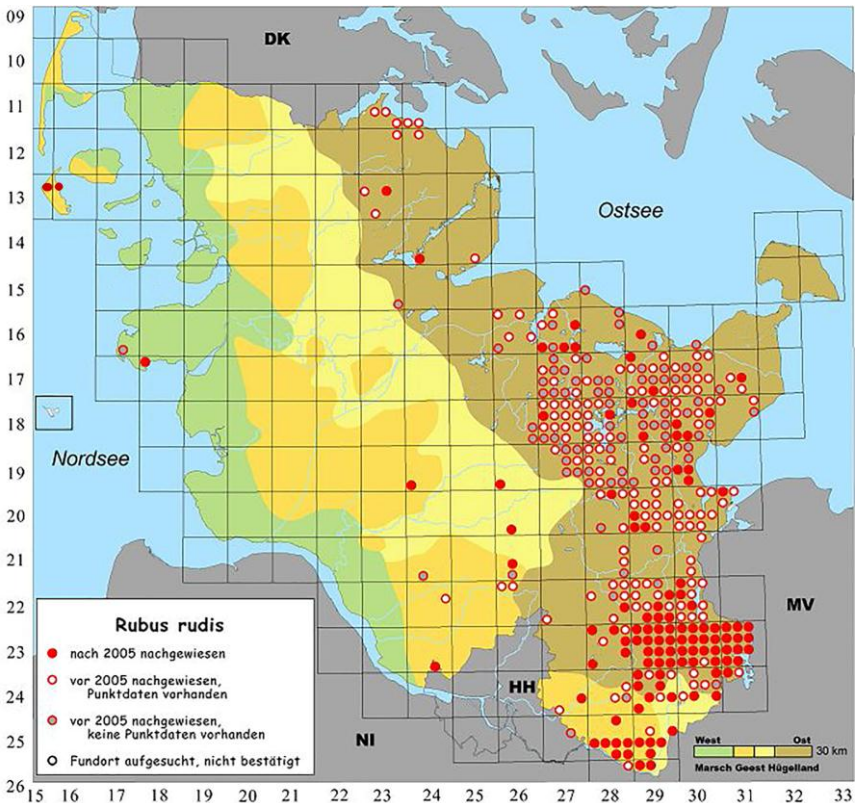 09
10
11
12
13
14
15
16
17
18
19
20
21
22
23
24
25
26
DK
Ostsee
Nordsee
MV
HH
NI
Rubus rudis
nach 2005 nachgewiesen
vor 2005 nachgewiesen,
Punktdaten vorhanden
vor 2005 nachgewiesen,
keine Punktdaten vorhanden
Fundort aufgesucht, nicht bestätigt
West Ost
30 km
Marsch Geest Hügelland
15 16 17 18 19 20 21 22 23 24 25 26 27 28 29 30 31 32 33